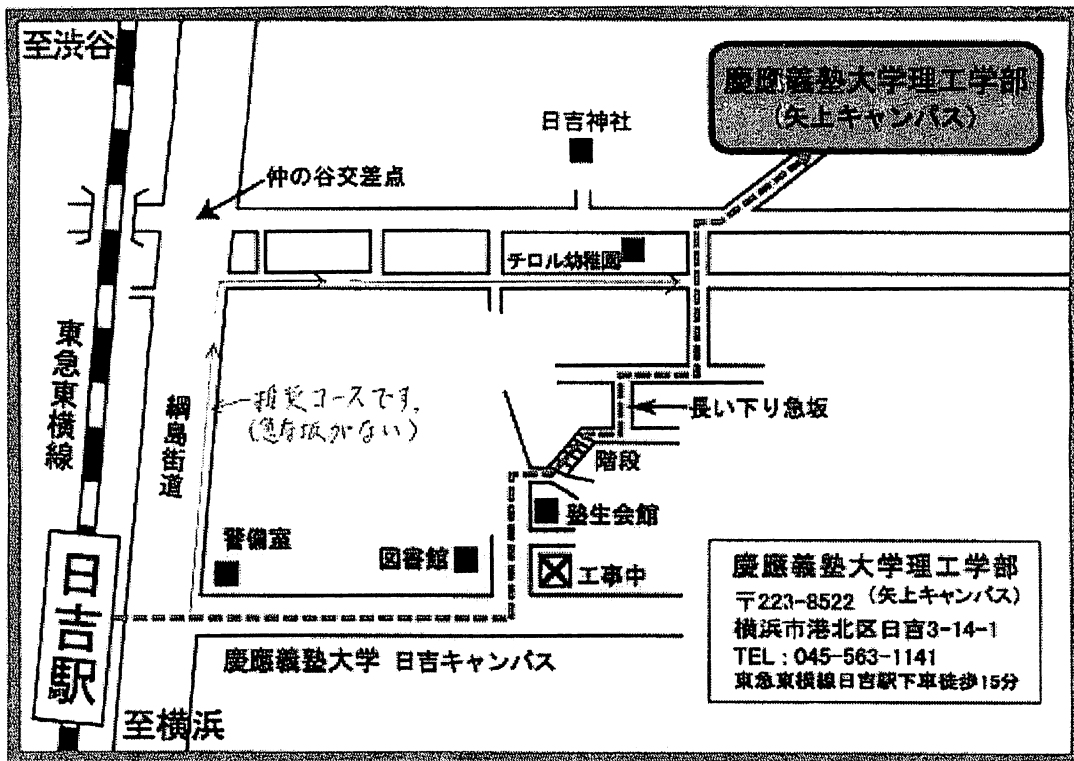 至渋谷
慶應義塾大学理工学部
(矢上キャンパス)
日吉神社
仲の谷交差点
チロル幼稚園
東急東横線
綱島街道
推奨コースです。
(急な坂がない)
長い下り急坂
階段
塾生会館
警備室
図書館
工事中
日吉駅
慶應義塾大学 日吉キャンパス
至横浜
慶應義塾大学理工学部
〒223-8522 (矢上キャンパス)
横浜市港北区日吉3-14-1
TEL:045-563-1141
東急東横線日吉駅下車徒歩15分